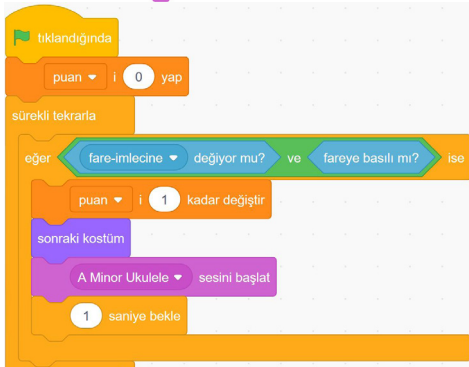 tıklandığında
puan i 0 yap
sürekli tekrarla
eğer fare-imlecine değiyor mu? ve fareye basılı mı? ise
puan i 1 kadar değiştir
sonraki kostüm
A Minor Ukulele sesini başlat
1 saniye bekle